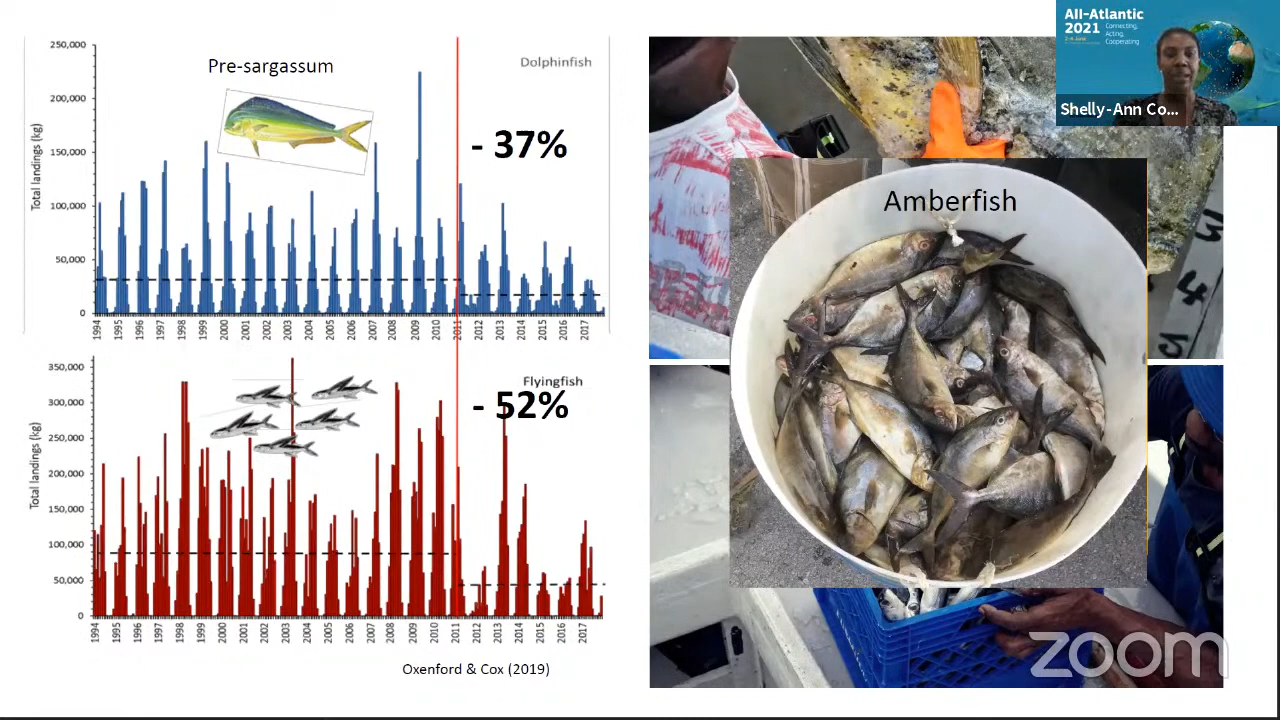 All-Atlantic
2021
Connecting,
Acting,
Cooperating
2-4 June
Shelly-Ann Co...
Pre-sargassum
Dolphinfish
- 37%
Total landings (kg)
250,000
200,000
150,000
100,000
50,000
0
1994 1995 1996 1997 1998 1999 2000 2001 2002 2003 2004 2005 2006 2007 2008 2009 2010 2011 2012 2013 2014 2015 2016 2017
Flyingfish
- 52%
Total landings (kg)
350,000
300,000
250,000
200,000
150,000
100,000
50,000
0
1994 1995 1996 1997 1998 1999 2000 2001 2002 2003 2004 2005 2006 2007 2008 2009 2010 2011 2012 2013 2014 2015 2016 2017
Oxenford & Cox (2019)
Amberfish
3
4
zoom